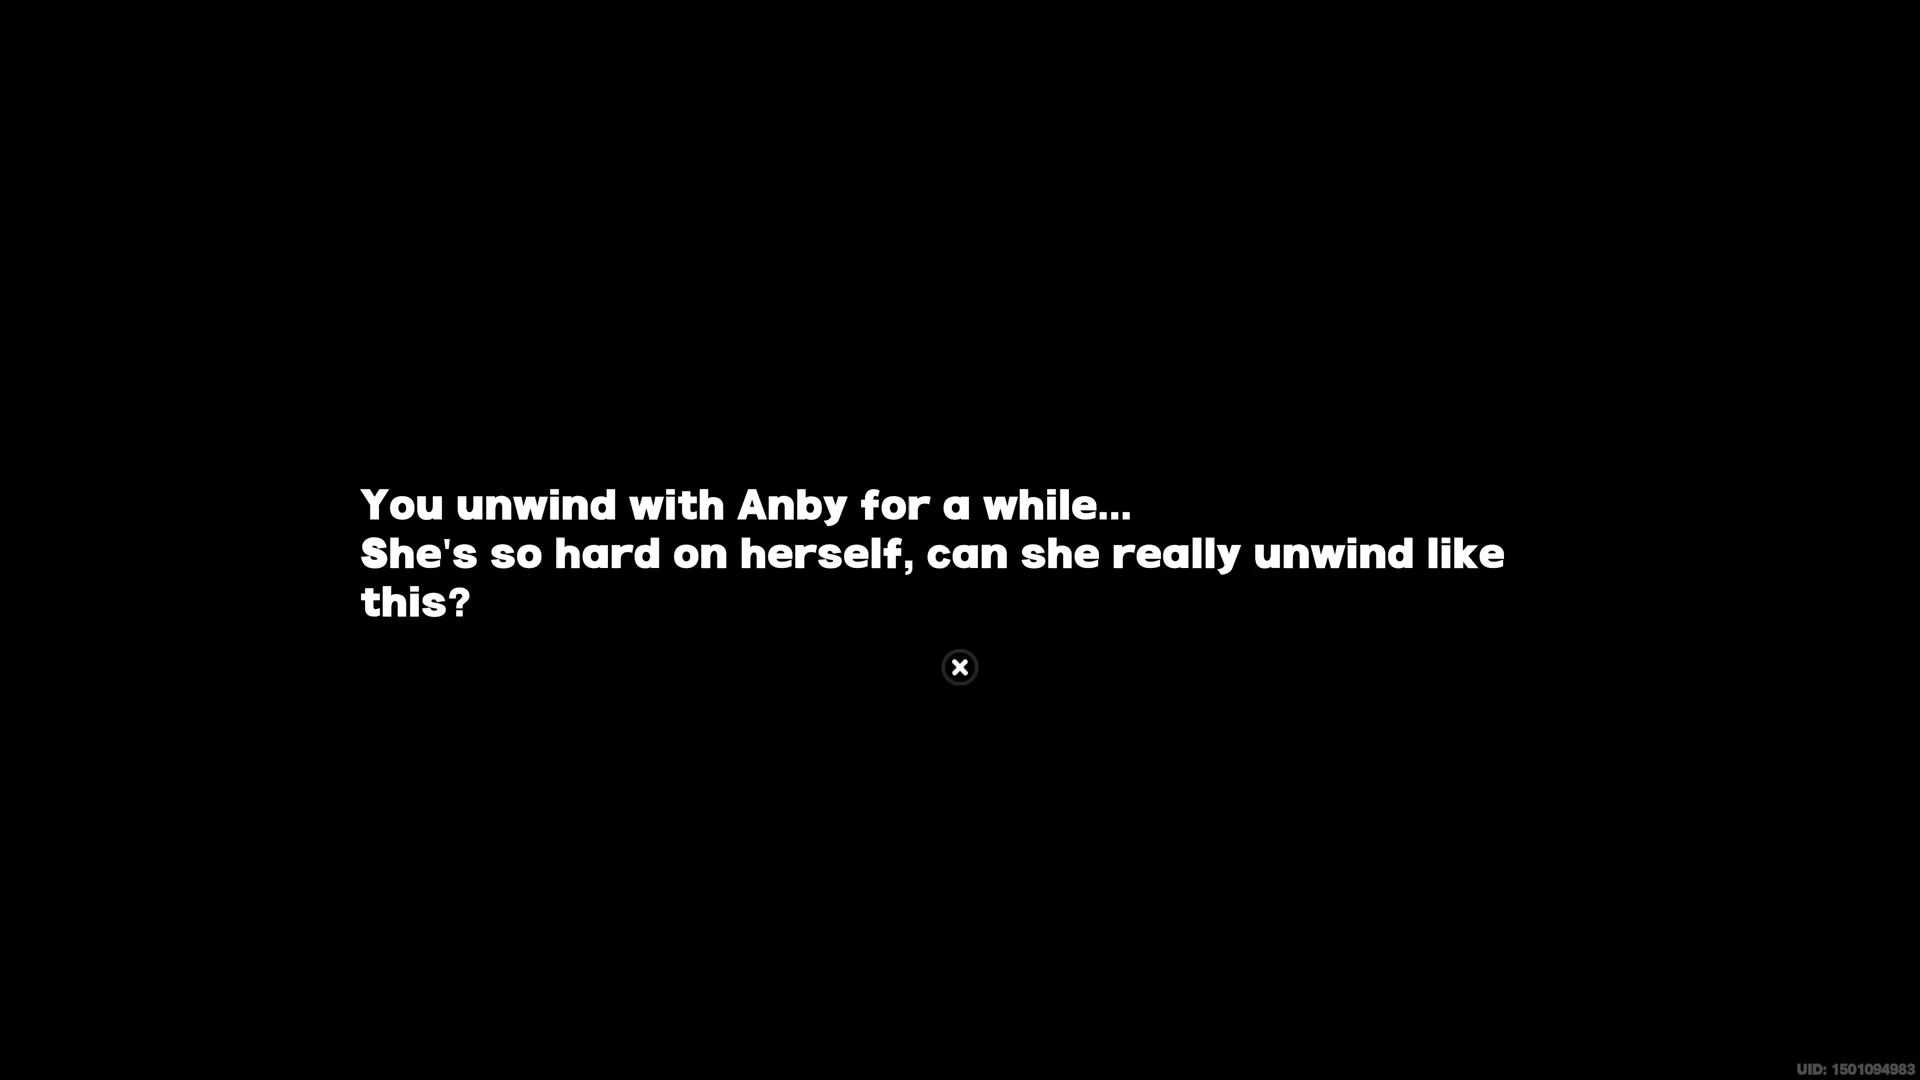 You unwind with Anby for a while...
She's so hard on herself, can she really unwind like
this?
UID: 1501094983